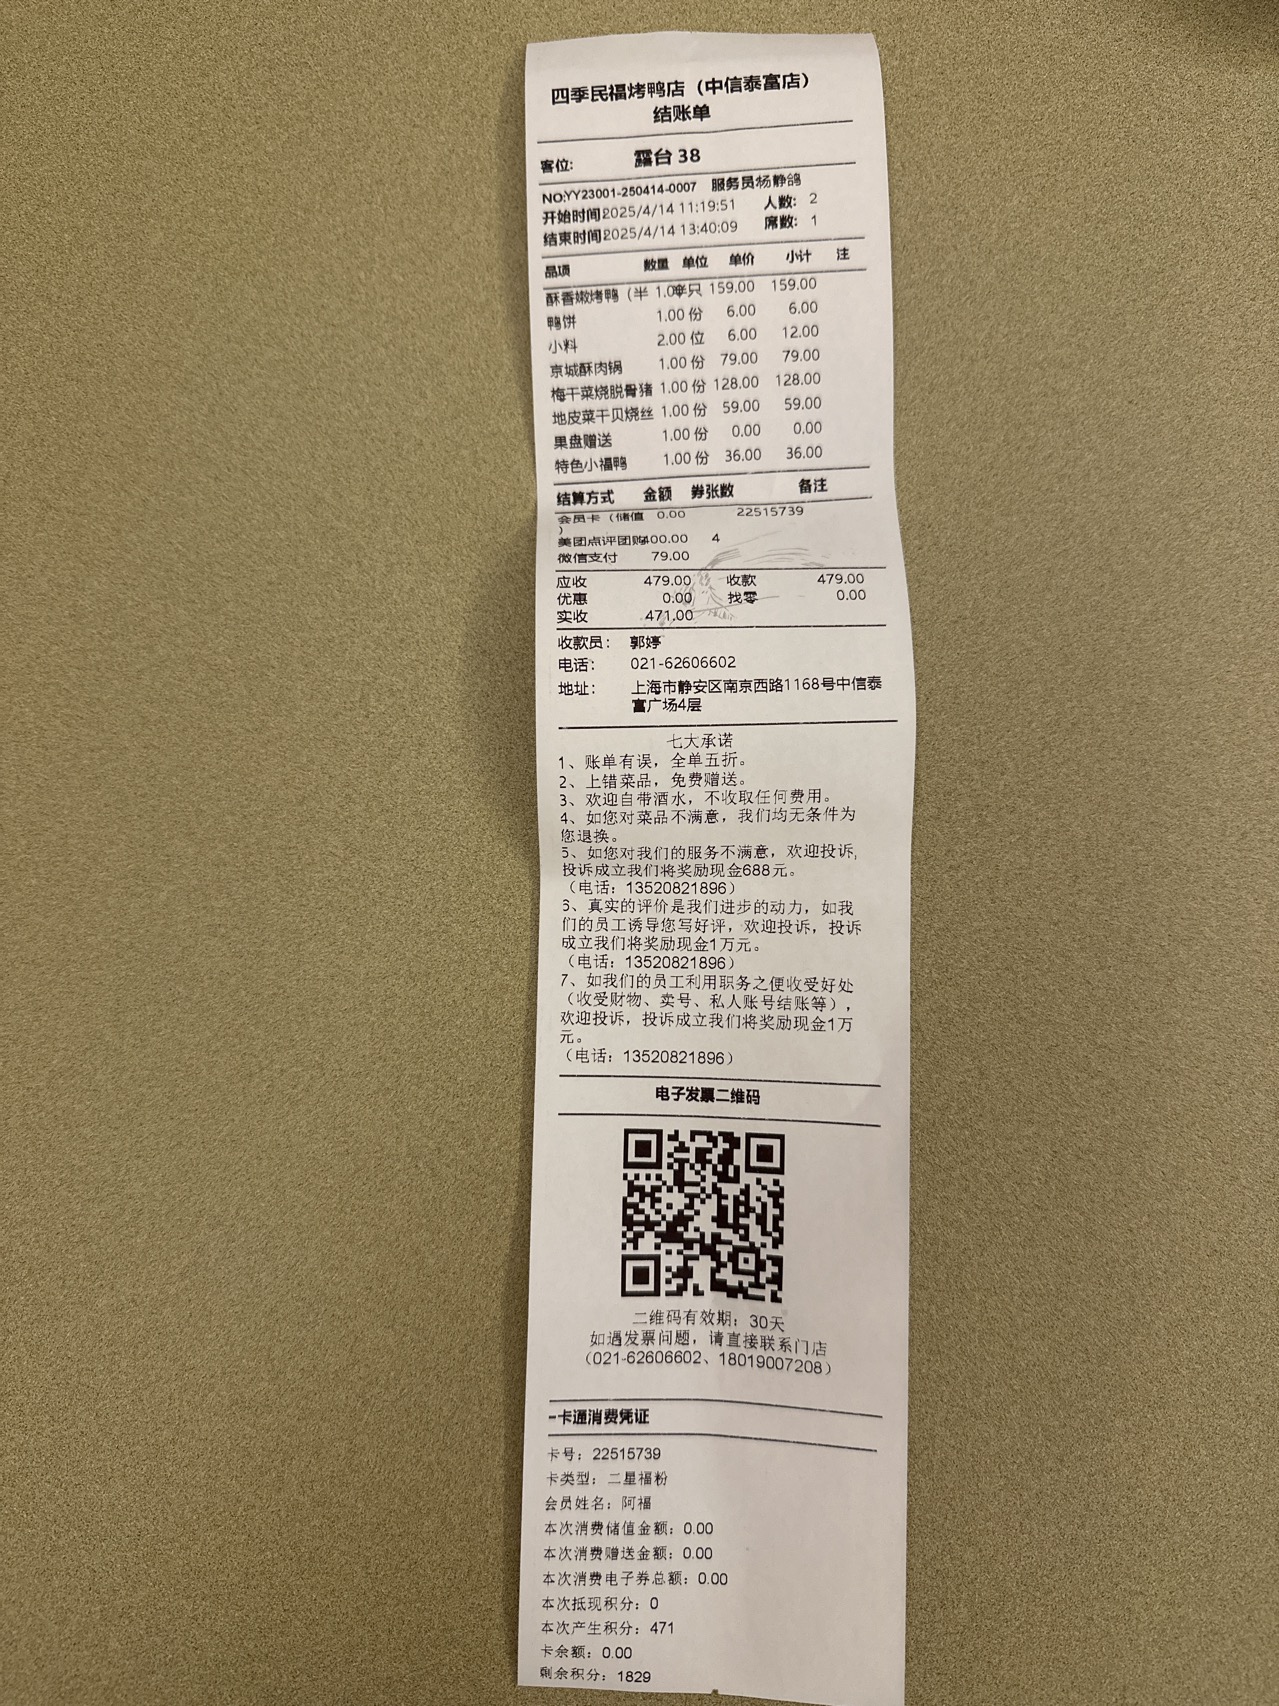 四季民福烤鸭店（中信泰富店）
结账单
客位： 露台 38
NO:YY23001-250414-0007 服务员:杨静鸽
开始时间2025/4/14 11:19:51 人数： 2
结束时间2025/4/14 13:40:09 席数： 1
品项 数量 单位 单价 小计 注
酥香嫩烤鸭（半 1.00半只 159.00 159.00
鸭饼 1.00 份 6.00 6.00
小料 2.00 位 6.00 12.00
京城酥肉锅 1.00 份 79.00 79.00
梅干菜烧脱骨猪 1.00 份 128.00 128.00
地皮菜干贝烧丝 1.00 份 59.00 59.00
果盘赠送 1.00 份 0.00 0.00
特色小福鸭 1.00 份 36.00 36.00
结算方式 金额 券张数 备注
会员卡（储值 0.00 22515739
）
美团点评团购400.00 4
微信支付 79.00
应收 479.00 收款 479.00
优惠 0.00 找零 0.00
实收 471.00
收款员： 郭婷
电话： 021-62606602
地址： 上海市静安区南京西路1168号中信泰
富广场4层
七大承诺
1、账单有误，全单五折。
2、上错菜品，免费赠送。
3、欢迎自带酒水，不收取任何费用。
4、如您对菜品不满意，我们均无条件为
您退换。
5、如您对我们的服务不满意，欢迎投诉，
投诉成立我们将奖励现金688元。
（电话：13520821896）
3、真实的评价是我们进步的动力，如我
们的员工诱导您写好评，欢迎投诉，投诉
成立我们将奖励现金1万元。
（电话：13520821896）
7、如我们的员工利用职务之便收受好处
（收受财物、卖号、私人账号结账等），
欢迎投诉，投诉成立我们将奖励现金1万
元。
（电话：13520821896）
电子发票二维码
二维码有效期：30天
如遇发票问题，请直接联系门店
（021-62606602、18019007208）
一卡通消费凭证
卡号：22515739
卡类型：二星福粉
会员姓名：阿福
本次消费储值金额：0.00
本次消费赠送金额：0.00
本次消费电子券总额：0.00
本次抵现积分：0
本次产生积分：471
卡余额：0.00
剩余积分：1829